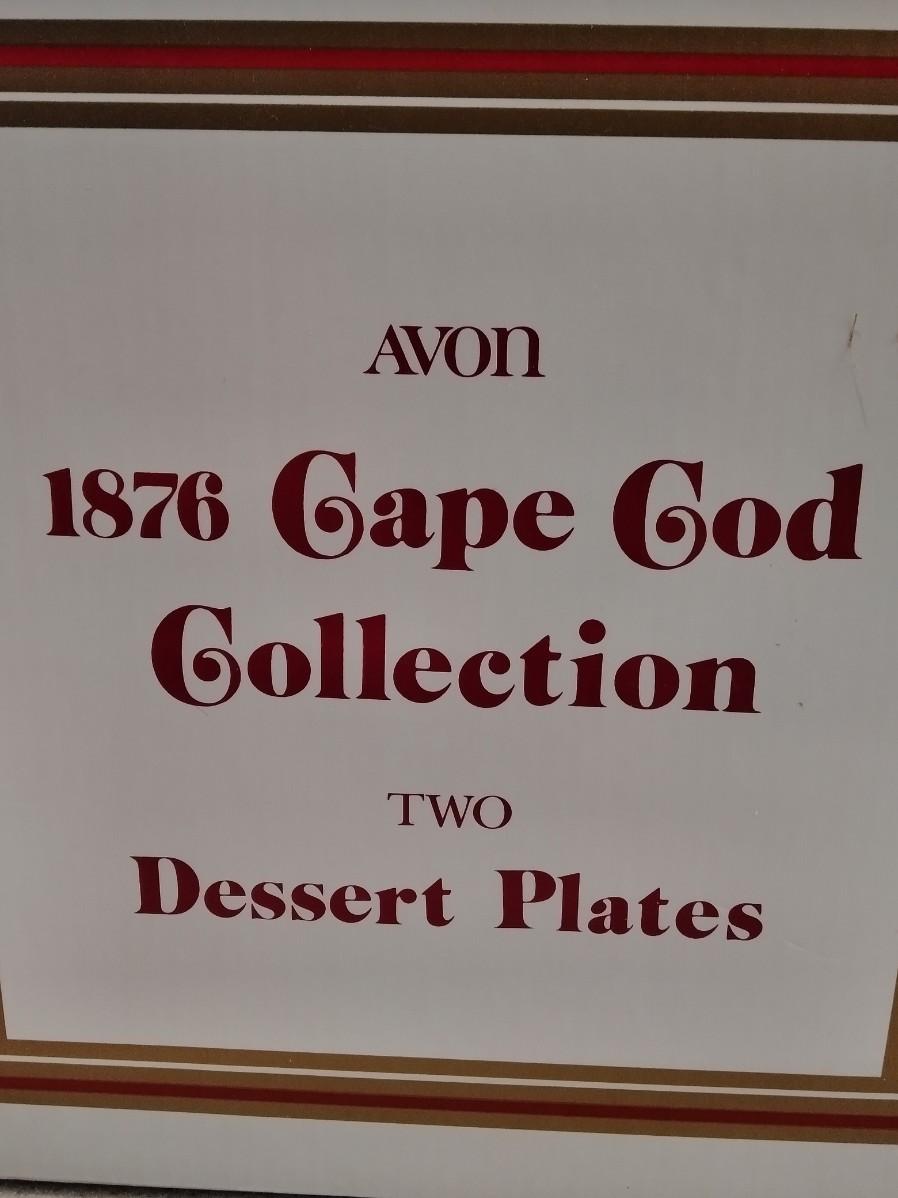 AVON
1876 Cape Cod
Collection
TWO
Dessert Plates